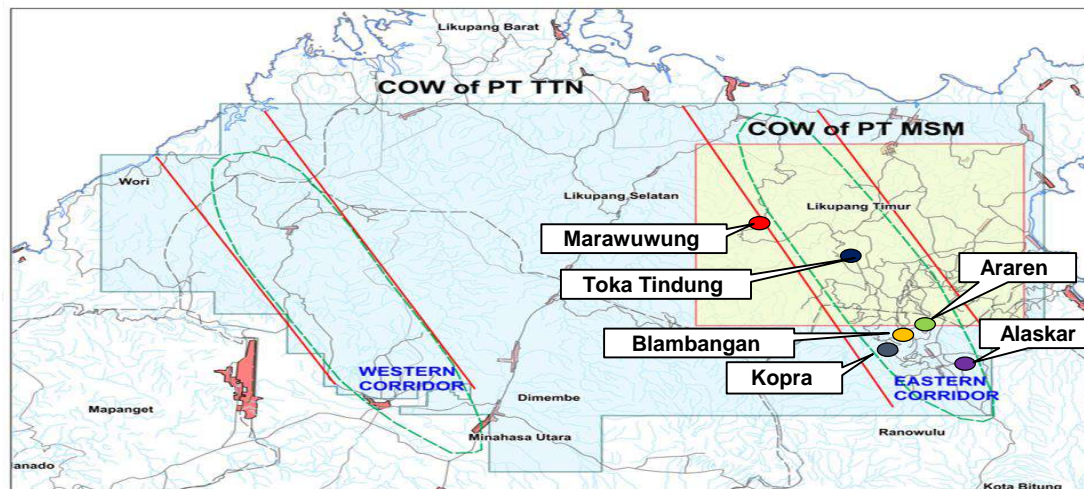 Likupang Barat
COW of PT TTN
COW of PT MSM
Wori
Likupang Selatan
Likupang Timur
Marawuwung
Toka Tindung
Araren
Blambangan
Alaskar
Kopra
WESTERN
CORRIDOR
EASTERN
CORRIDOR
Mapanget
Dimembe
Minahasa Utara
Ranowulu
anado
Kota Bitung